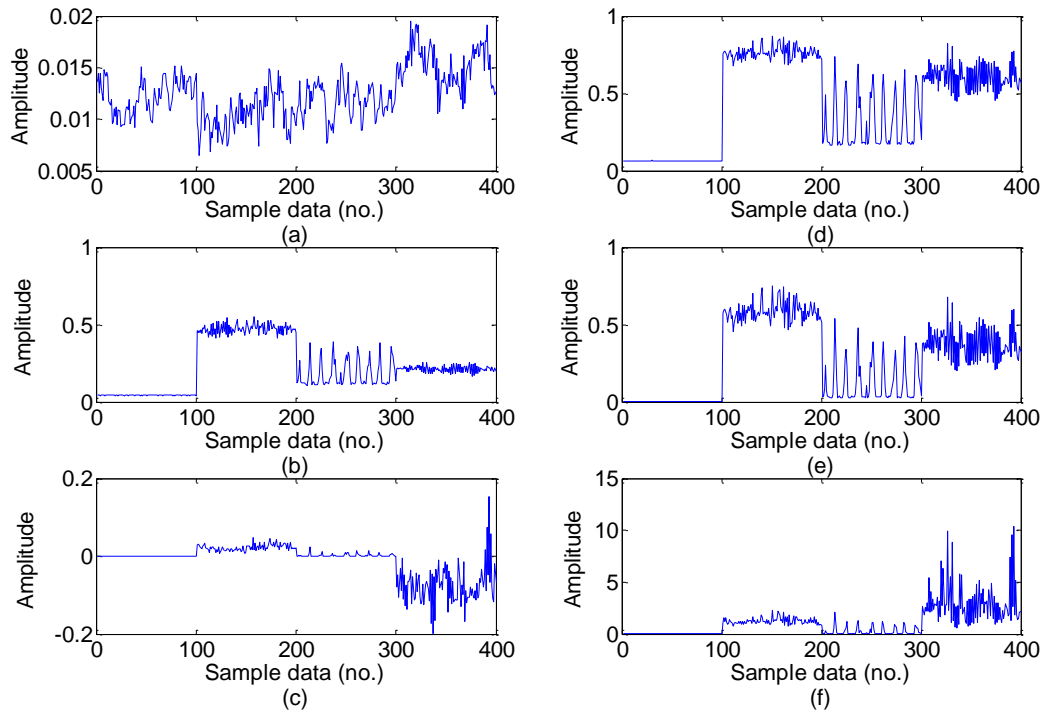 0.02
0.015
0.01
0.005
Amplitude
0 100 200 300 400
Sample data (no.)
(a)
1
0.5
0
Amplitude
0 100 200 300 400
Sample data (no.)
(d)
1
0.5
0
Amplitude
0 100 200 300 400
Sample data (no.)
(b)
1
0.5
0
Amplitude
0 100 200 300 400
Sample data (no.)
(e)
0.2
0
-0.2
Amplitude
0 100 200 300 400
Sample data (no.)
(c)
15
10
5
0
Amplitude
0 100 200 300 400
Sample data (no.)
(f)